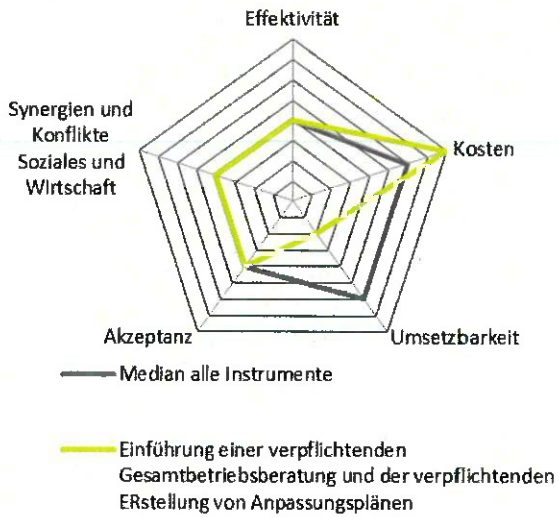 Effektivität
Synergien und
Konflikte
Soziales und
Wirtschaft
Kosten
Akzeptanz
Umsetzbarkeit
Median alle Instrumente
Einführung einer verpflichtenden
Gesamtbetriebsberatung und der verpflichtenden
ERstellung von Anpassungsplänen